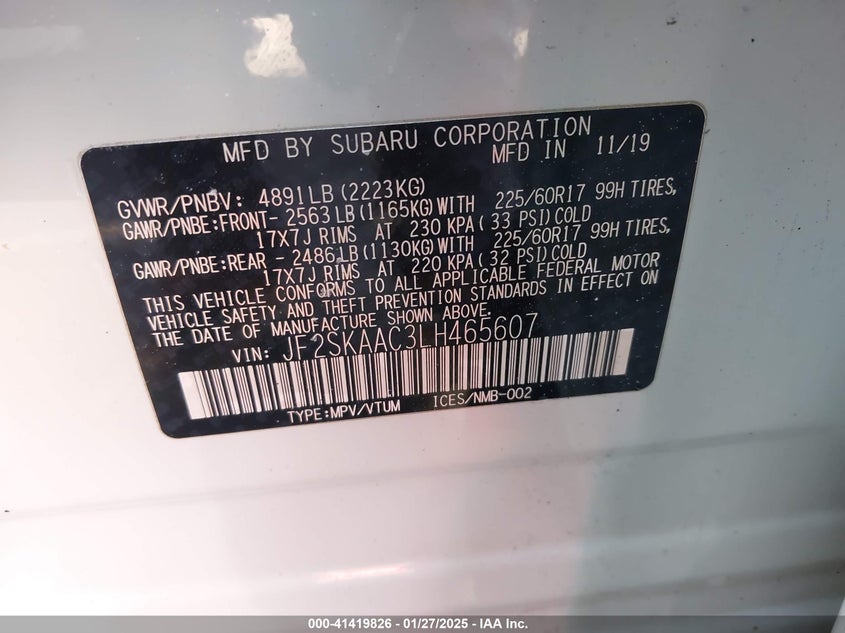 MFD BY SUBARU CORPORATION
MFD IN 11/19
GVWR/PNBV: 4891LB(2223KG)
GAWR/PNBE:FRONT- 2563LB(1165KG)WITH 225/60R17 99H TIRES,
17X7J RIMS AT 230 KPA( 33 PSI)COLD
GAWR/PNBE:REAR - 2486LB(1130KG)WITH 225/60R17 99H TIRES,
17X7J RIMS AT 220 KPA( 32 PSI)COLD
THIS VEHICLE CONFORMS TO ALL APPLICABLE FEDERAL MOTOR
VEHICLE SAFETY AND THEFT PREVENTION STANDARDS IN EFFECT ON
THE DATE OF MANUFACTURE SHOWN ABOVE.
VIN: JF2SKAAC3LH465607
TYPE:MPV/VTUM ICES/NMB-002
000-41419826 - 01/27/2025 - IAA Inc.